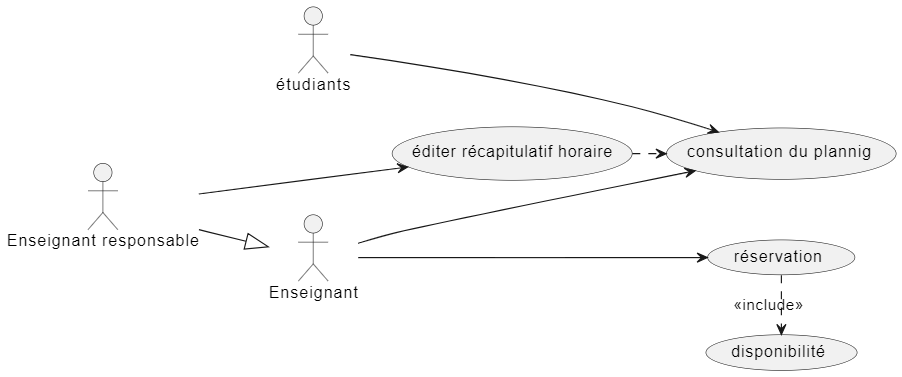 étudiants
éditer récapitulatif horaire
consultation du plannig
Enseignant responsable
Enseignant
réservation
«include»
disponibilité